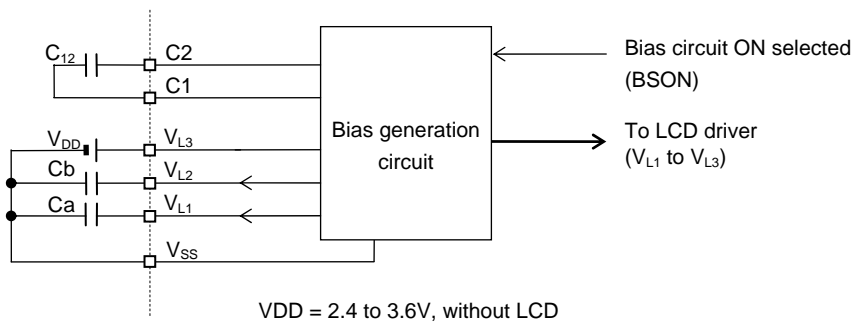 C12 C2
C1
VDD VL3
Cb VL2
Ca VL1
VSS
Bias generation
circuit
Bias circuit ON selected
(BSON)
To LCD driver
(VL1 to VL3)
VDD = 2.4 to 3.6V, without LCD